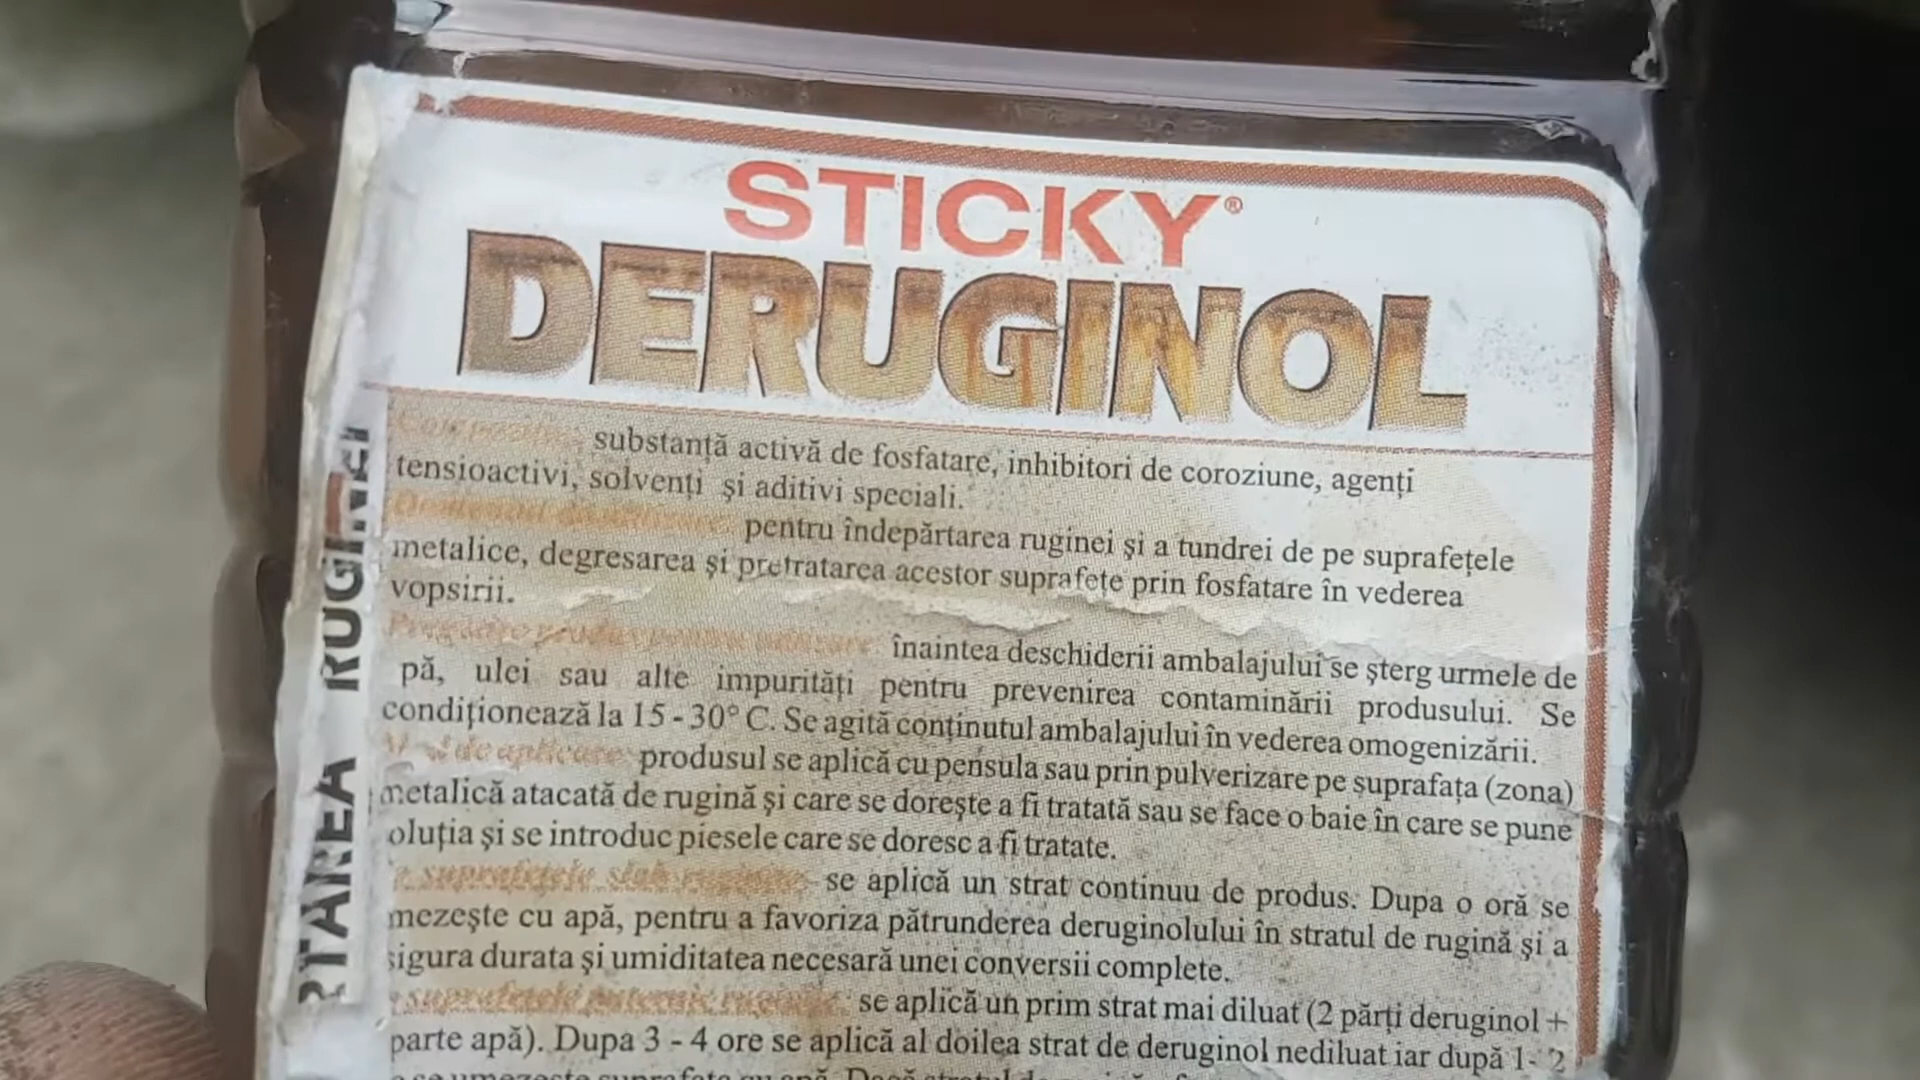 STICKY®
DERUGINOL
substanță activă de fosfatare, inhibitori de coroziune, agenți
tensioactivi, solvenți și aditivi speciali.
pentru îndepărtarea ruginei și a tundrei de pe suprafețele
metalice, degresarea și pretratarea acestor suprafețe prin fosfatare în vederea
vopsirii.
înaintea deschiderii ambalajului se șterg urmele de
pă, ulei sau alte impurități pentru prevenirea contaminării produsului. Se
condiționează la 15 - 30° C. Se agită conținutul ambalajului în vederea omogenizării.
de aplicare: produsul se aplică cu pensula sau prin pulverizare pe suprafața (zona)
metalică atacată de rugină și care se dorește a fi tratată sau se face o baie în care se pune
oluția și se introduc piesele care se doresc a fi tratate.
suprafețele slab - se aplică un strat continuu de produs. Dupa o oră se
mezește cu apă, pentru a favoriza pătrunderea deruginolului în stratul de rugină și a
sigura durata și umiditatea necesară unei conversii complete.
suprafețele puternic se aplică un prim strat mai diluat (2 părți deruginol +
parte apă). Dupa 3 - 4 ore se aplică al doilea strat de deruginol nediluat iar după 1- 2
TAREA RUGINEI